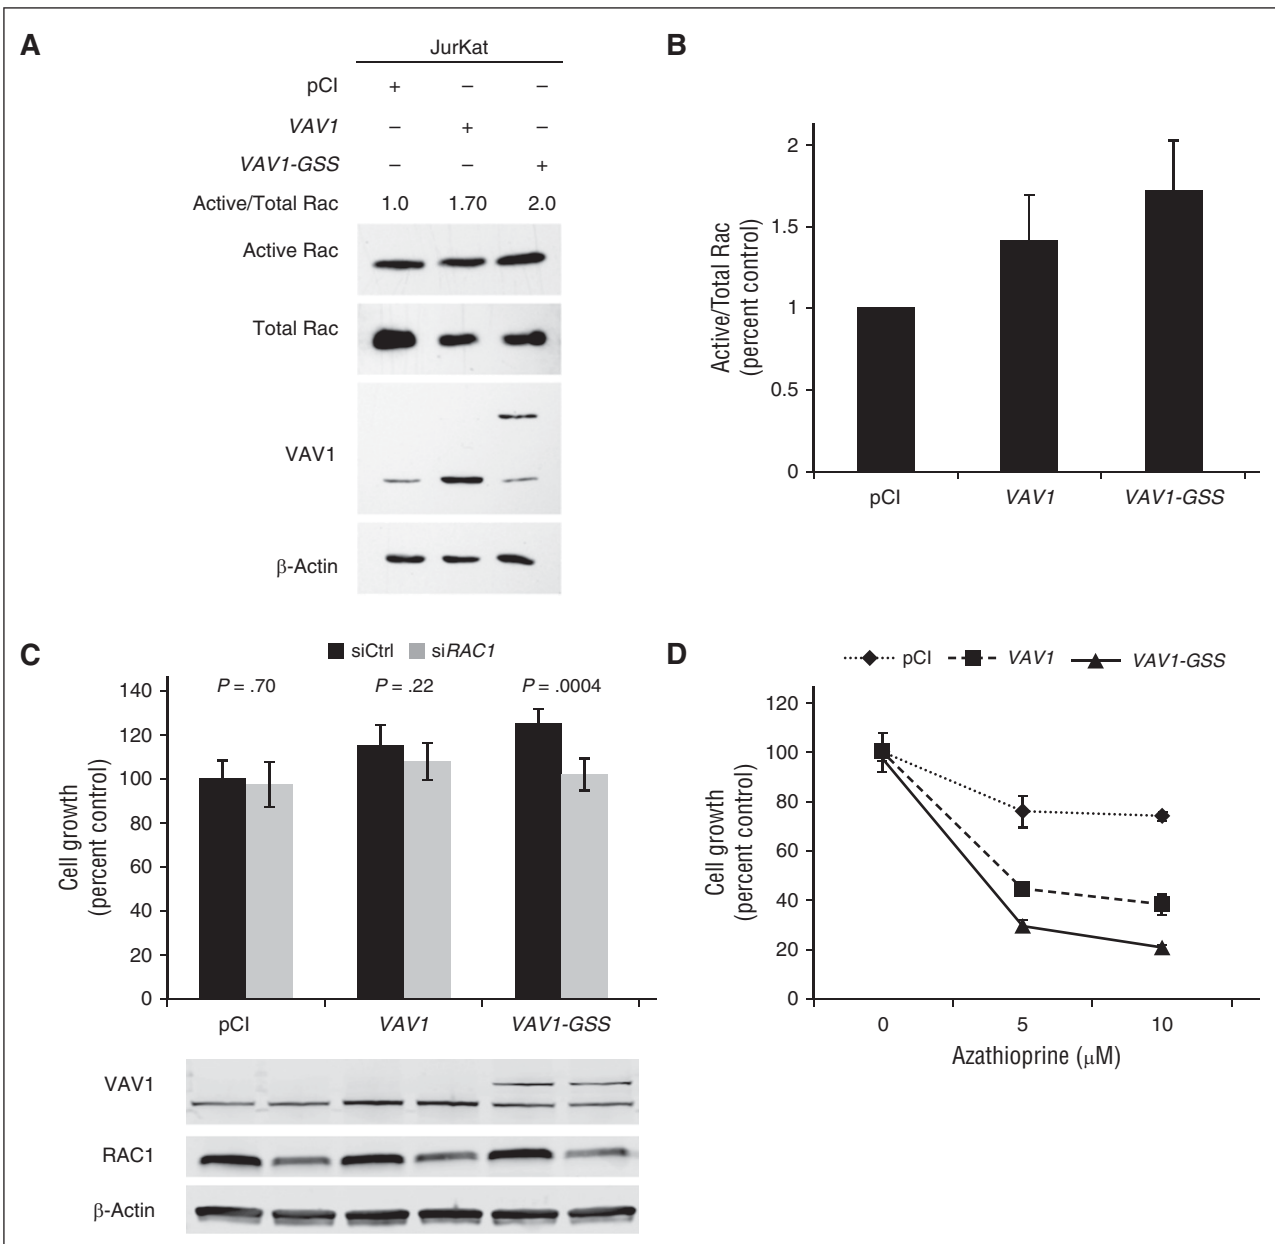 A
JurKat
pCI + – –
VAV1 – + –
VAV1-GSS – – +
Active/Total Rac 1.0 1.70 2.0
Active Rac
Total Rac
VAV1
β-Actin
B
Active/Total Rac
(percent control)
2
1.5
1
0.5
0
pCI VAV1 VAV1-GSS
C
siCtrl siRAC1
P = .70 P = .22 P = .0004
Cell growth
(percent control)
140
120
100
80
60
40
20
0
pCI VAV1 VAV1-GSS
VAV1
RAC1
β-Actin
D
pCI VAV1 VAV1-GSS
Cell growth
(percent control)
120
100
80
60
40
20
0
0 5 10
Azathioprine (μM)